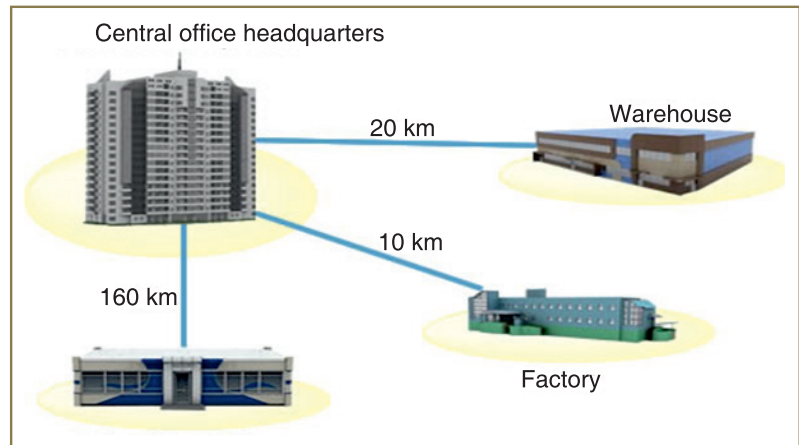 Central office headquarters
20 km
Warehouse
10 km
160 km
Factory